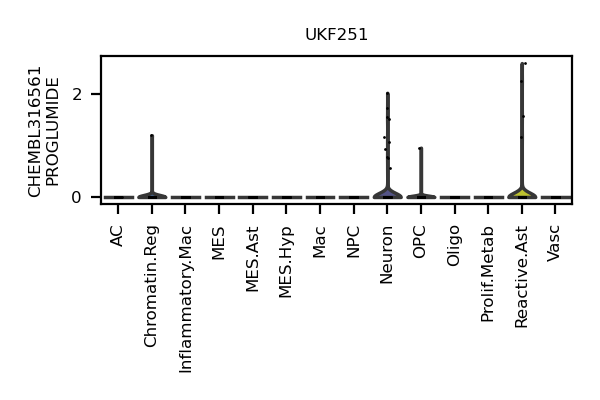 UKF251
CHEMBL316561
PROGLUMIDE
2
0
AC
Chromatin.Reg
Inflammatory.Mac
MES
MES.Ast
MES.Hyp
Mac
NPC
Neuron
OPC
Oligo
Prolif.Metab
Reactive.Ast
Vasc